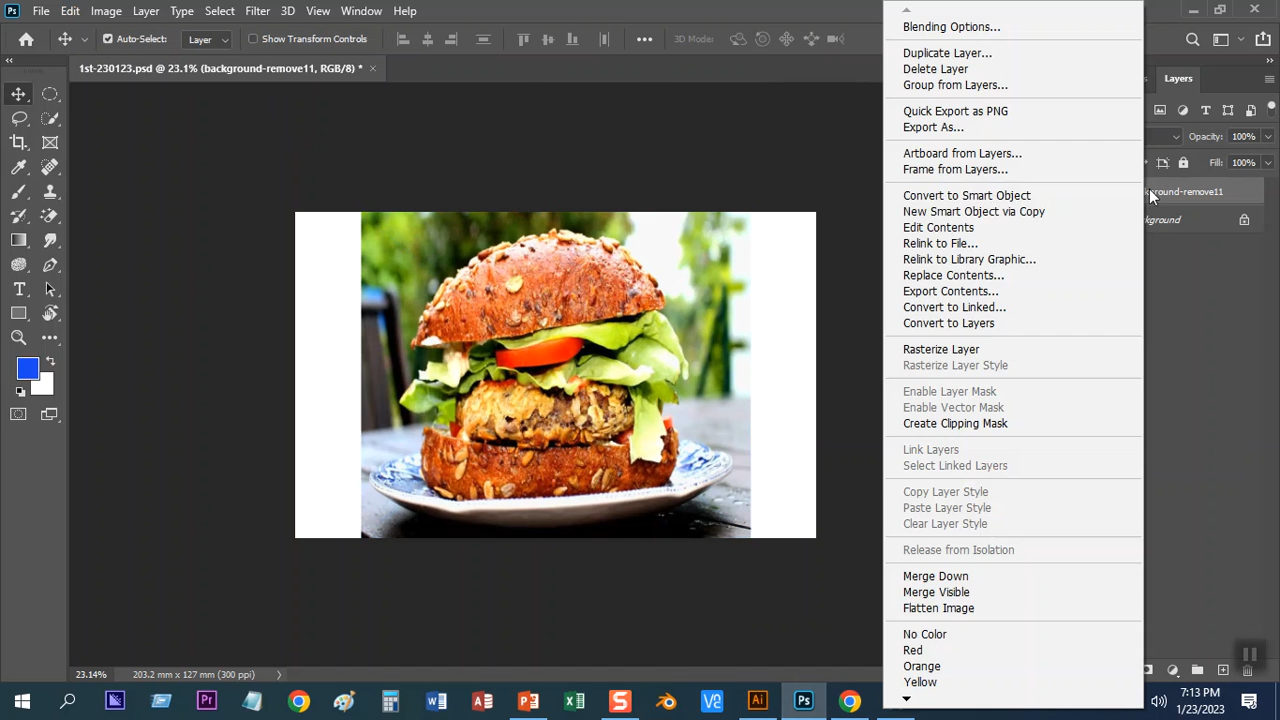 File Edit Image Layer Type Select Filter 3D View Window Help
Auto-Select: Layer Show Transform Controls 3D Mode:
1st-230123.psd @ 23.1% (background-remove11, RGB/8) *
Blending Options...
Duplicate Layer...
Delete Layer
Group from Layers...
Quick Export as PNG
Export As...
Artboard from Layers...
Frame from Layers...
Convert to Smart Object
New Smart Object via Copy
Edit Contents
Relink to File...
Relink to Library Graphic...
Replace Contents...
Export Contents...
Convert to Linked...
Convert to Layers
Rasterize Layer
Rasterize Layer Style
Enable Layer Mask
Enable Vector Mask
Create Clipping Mask
Link Layers
Select Linked Layers
Copy Layer Style
Paste Layer Style
Clear Layer Style
Release from Isolation
Merge Down
Merge Visible
Flatten Image
No Color
Red
Orange
Yellow
Layers
Opacity: 100%
Fill: 100%
kground-remove11
kground
23.14% 203.2 mm x 127 mm (300 ppi)
7:13 PM
1/23/2023